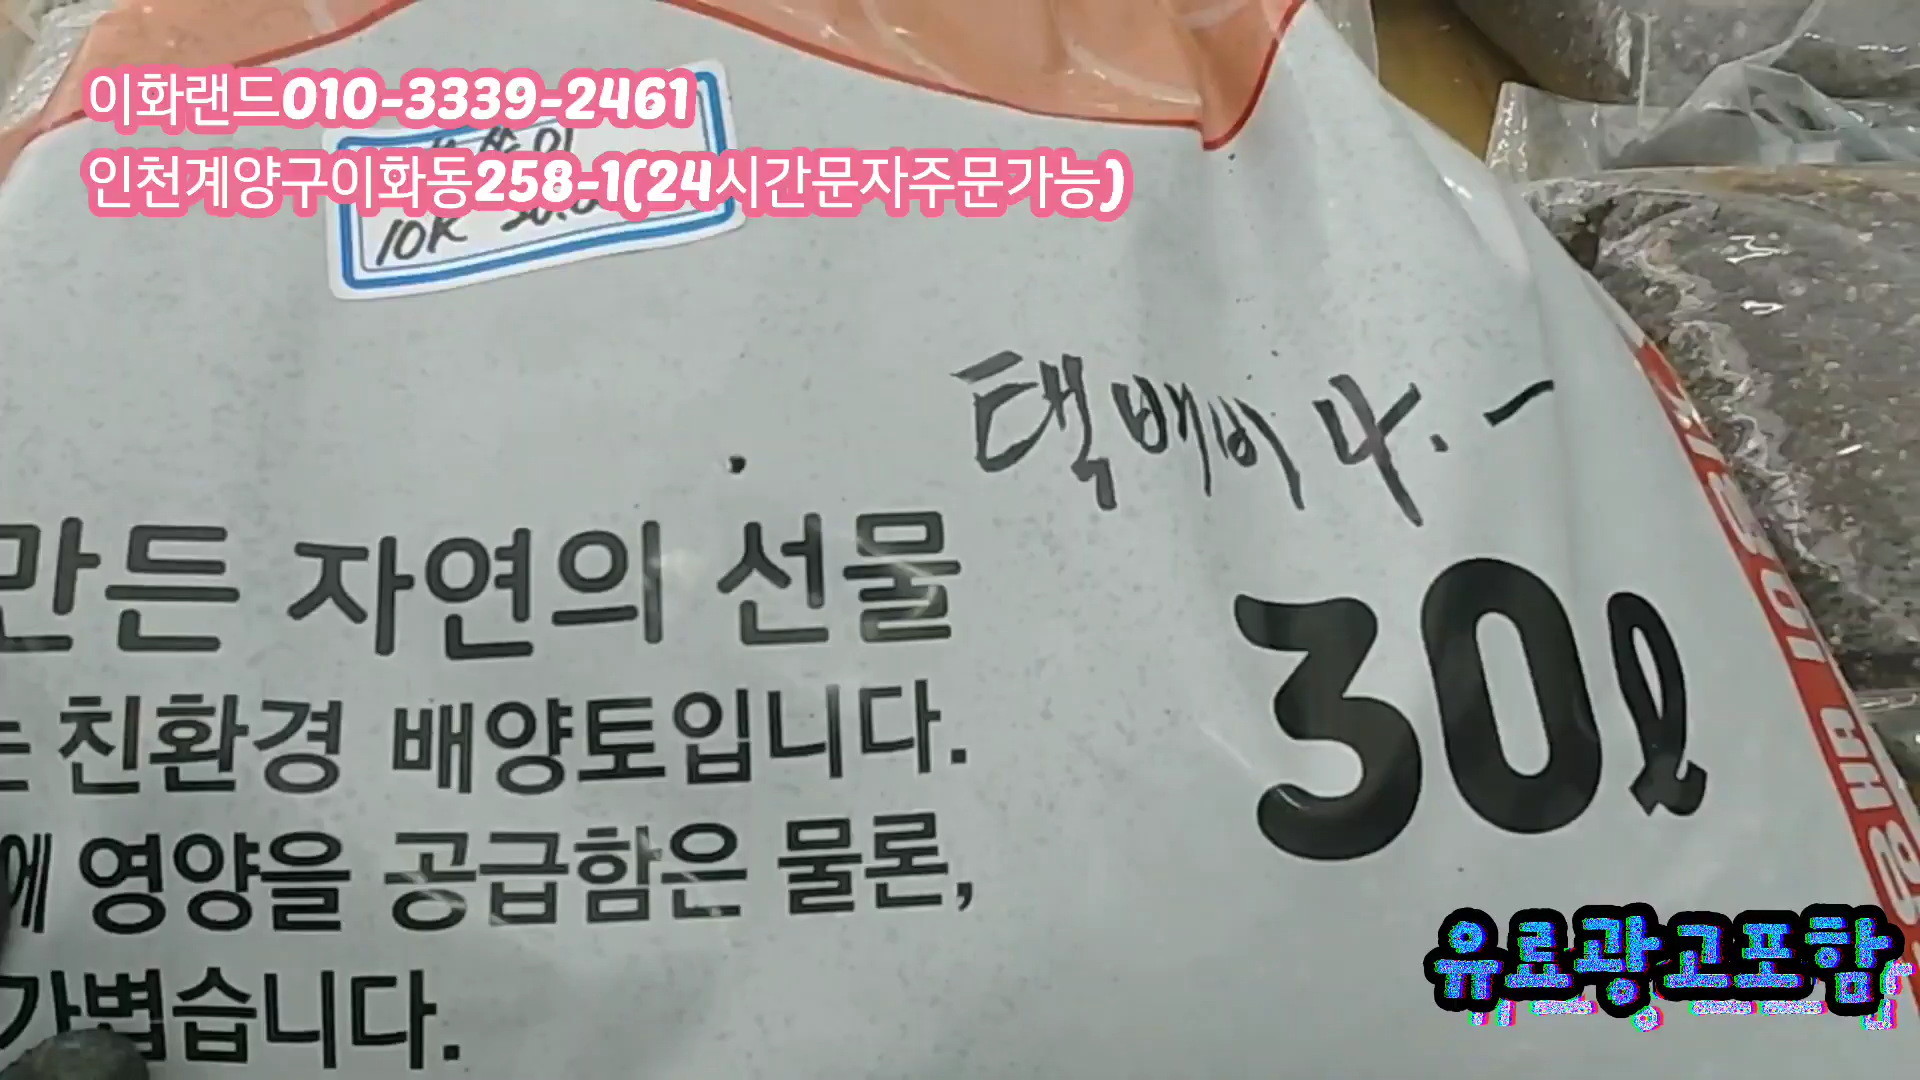 이화랜드010-3339-2461
인천계양구이화동258-1(24시간문자주문가능)
10K
택배비 4.-
만든 자연의 선물
30ℓ
는 친환경 배양토입니다.
에 영양을 공급함은 물론,
가볍습니다.
유료광고포함